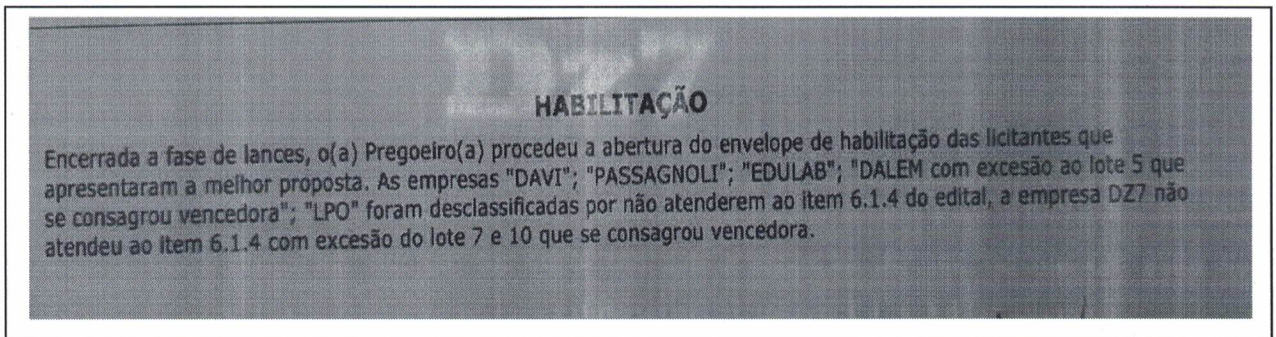 DZ7
HABILITAÇÃO
Encerrada a fase de lances, o(a) Pregoeiro(a) procedeu a abertura do envelope de habilitação das licitantes que
apresentaram a melhor proposta. As empresas "DAVI"; "PASSAGNOLI"; "EDULAB"; "DALEM com excesão ao lote 5 que
se consagrou vencedora"; "LPO" foram desclassificadas por não atenderem ao item 6.1.4 do edital, a empresa DZ7 não
atendeu ao item 6.1.4 com excesão do lote 7 e 10 que se consagrou vencedora.